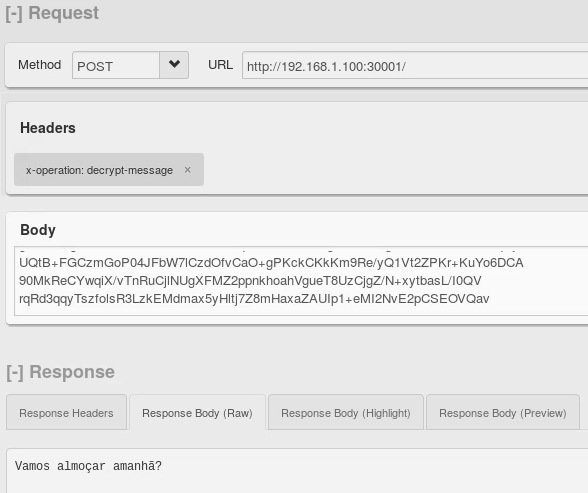 [-] Request
Method POST URL http://192.168.1.100:30001/
Headers
x-operation: decrypt-message ×
Body
UQtB+FGCzmGoP04JFbW7lCzdOfvCaO+gPKckCKkKm9Re/yQ1Vt2ZPKr+KuYo6DCA
90MkReCYwqiX/vTnRuCjlNUgXFMZ2ppnkhoahVgueT8UzCjgZ/N+xytbasL/I0QV
rqRd3qqyTszfolsR3LzkEMdmax5yHltj7Z8mHaxaZAUIp1+eMI2NvE2pCSEOVQav
[-] Response
Response Headers Response Body (Raw) Response Body (Highlight) Response Body (Preview)
Vamos almoçar amanhã?